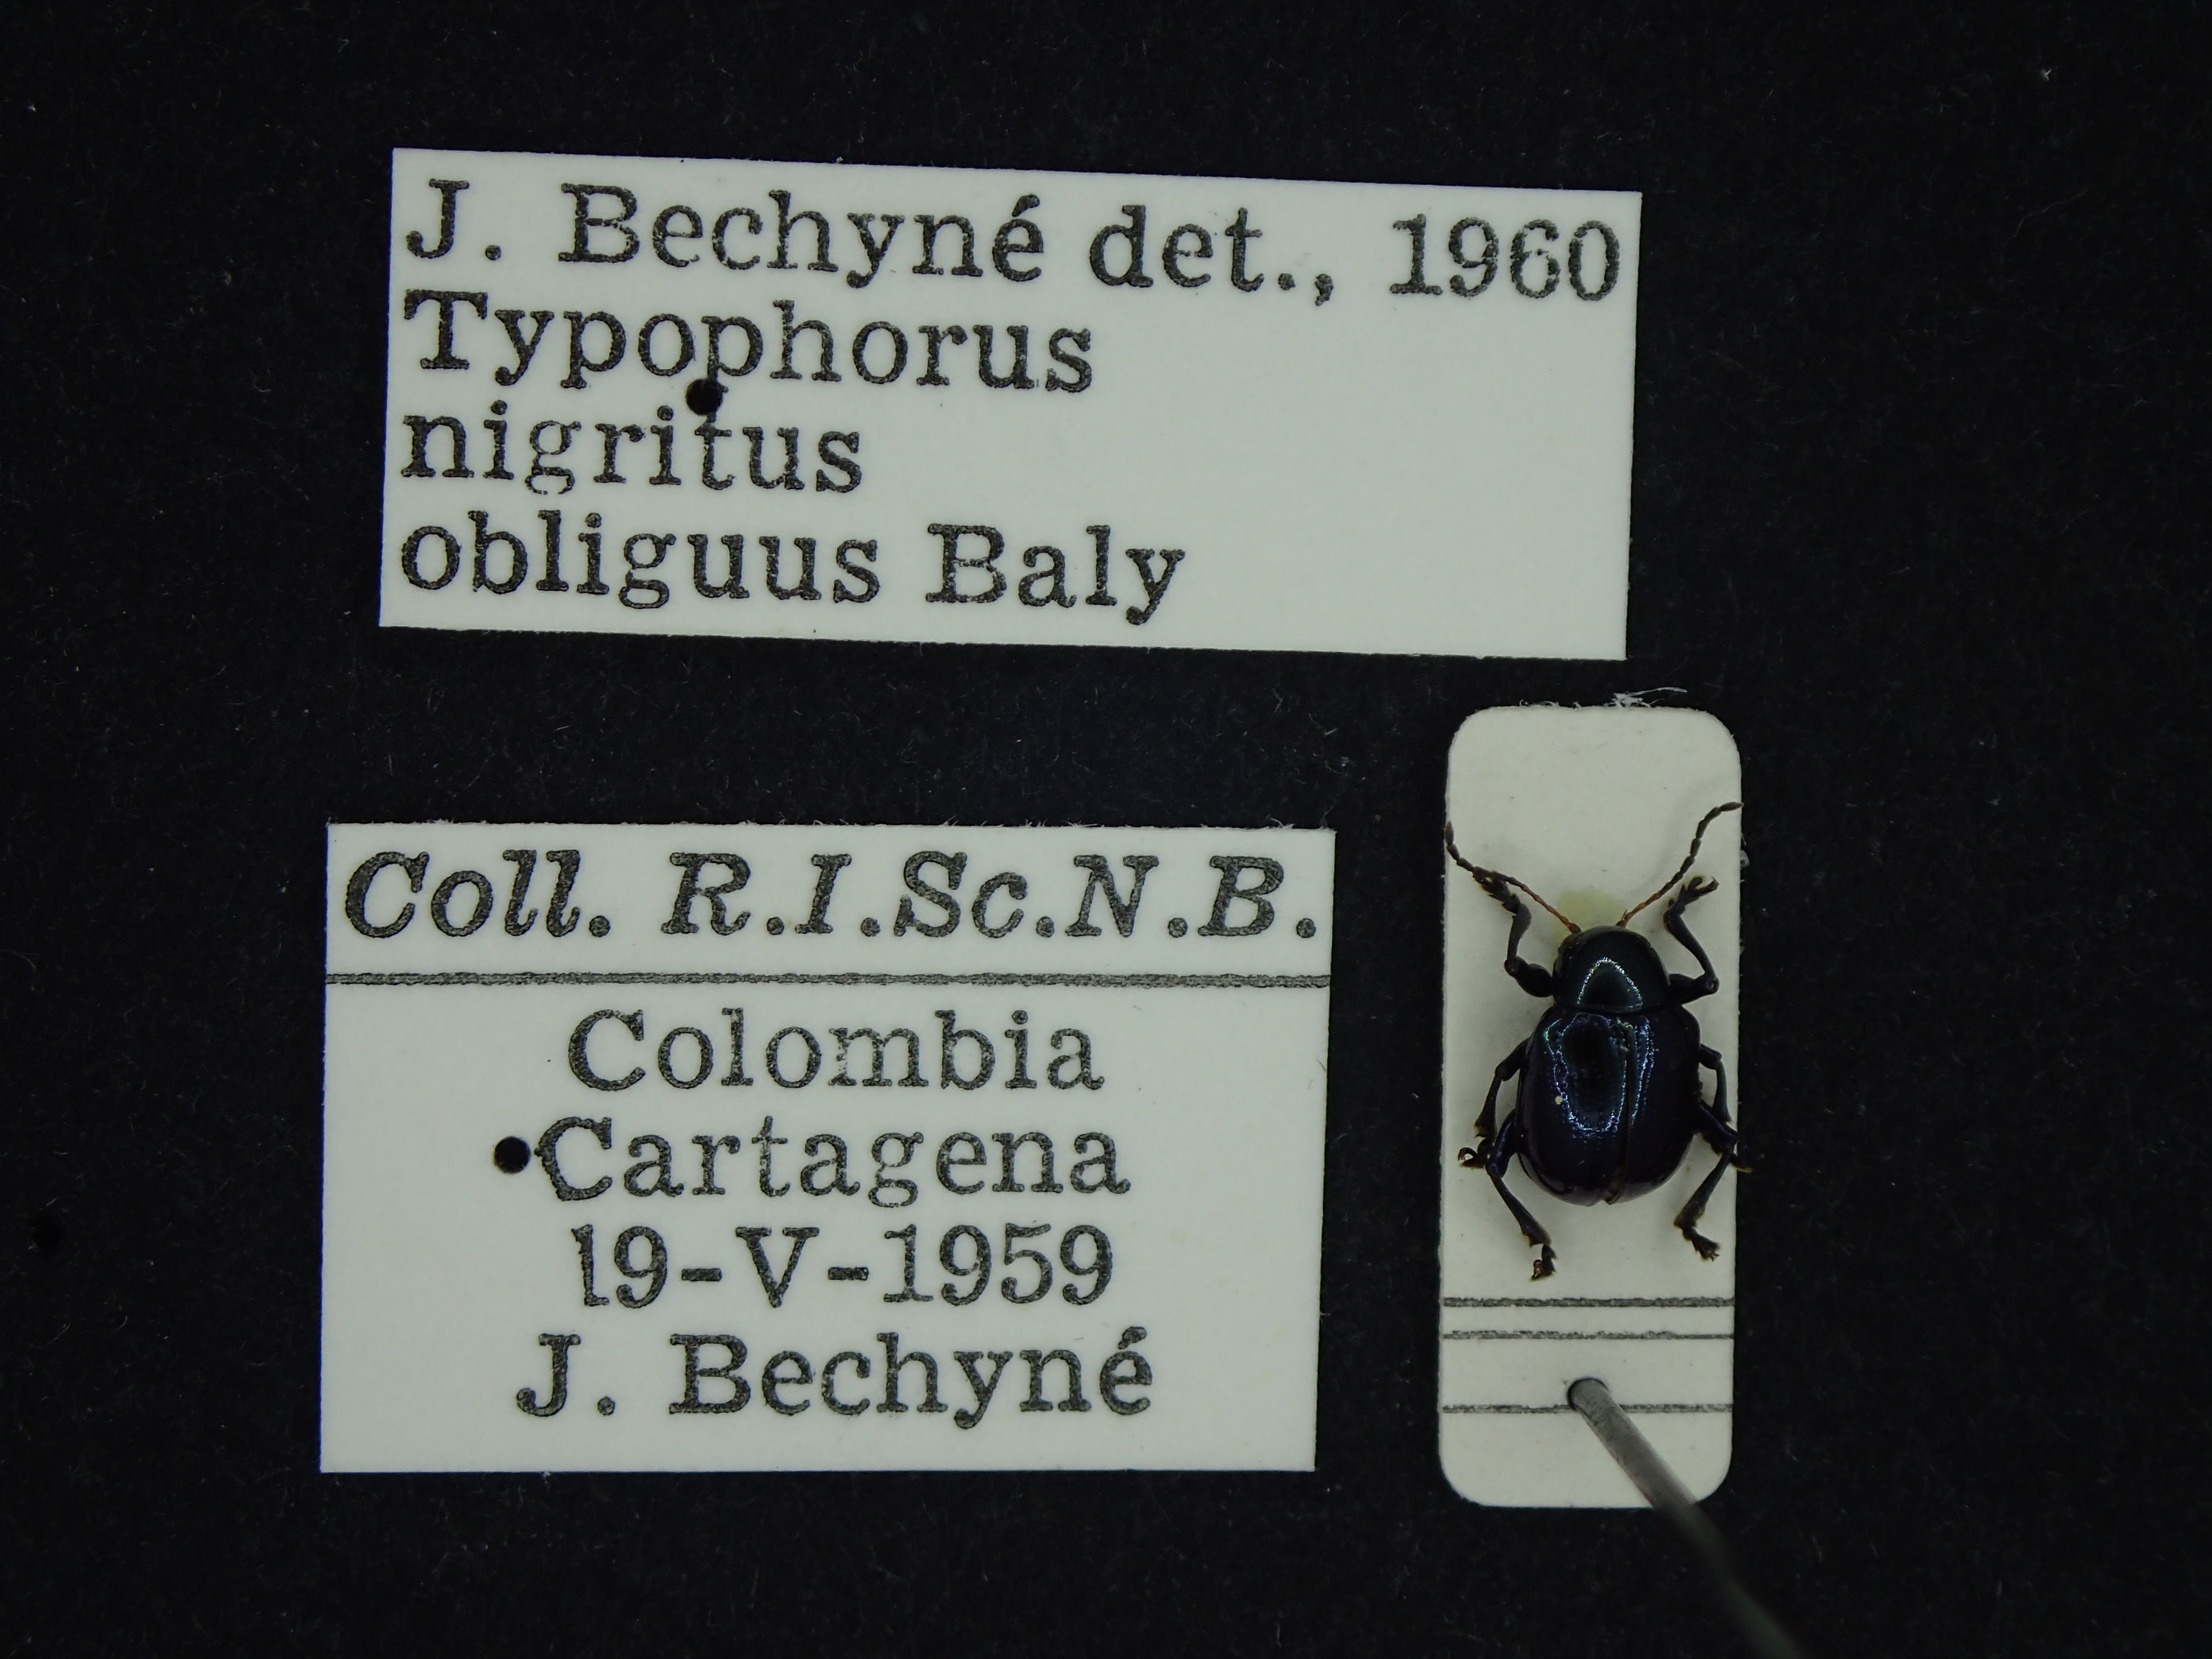 J. Bechyné det., 1960
Typophorus
nigritus
obliguus Baly
Coll. R.I.Sc.N.B.
Colombia
Cartagena
19-V-1959
J. Bechyné